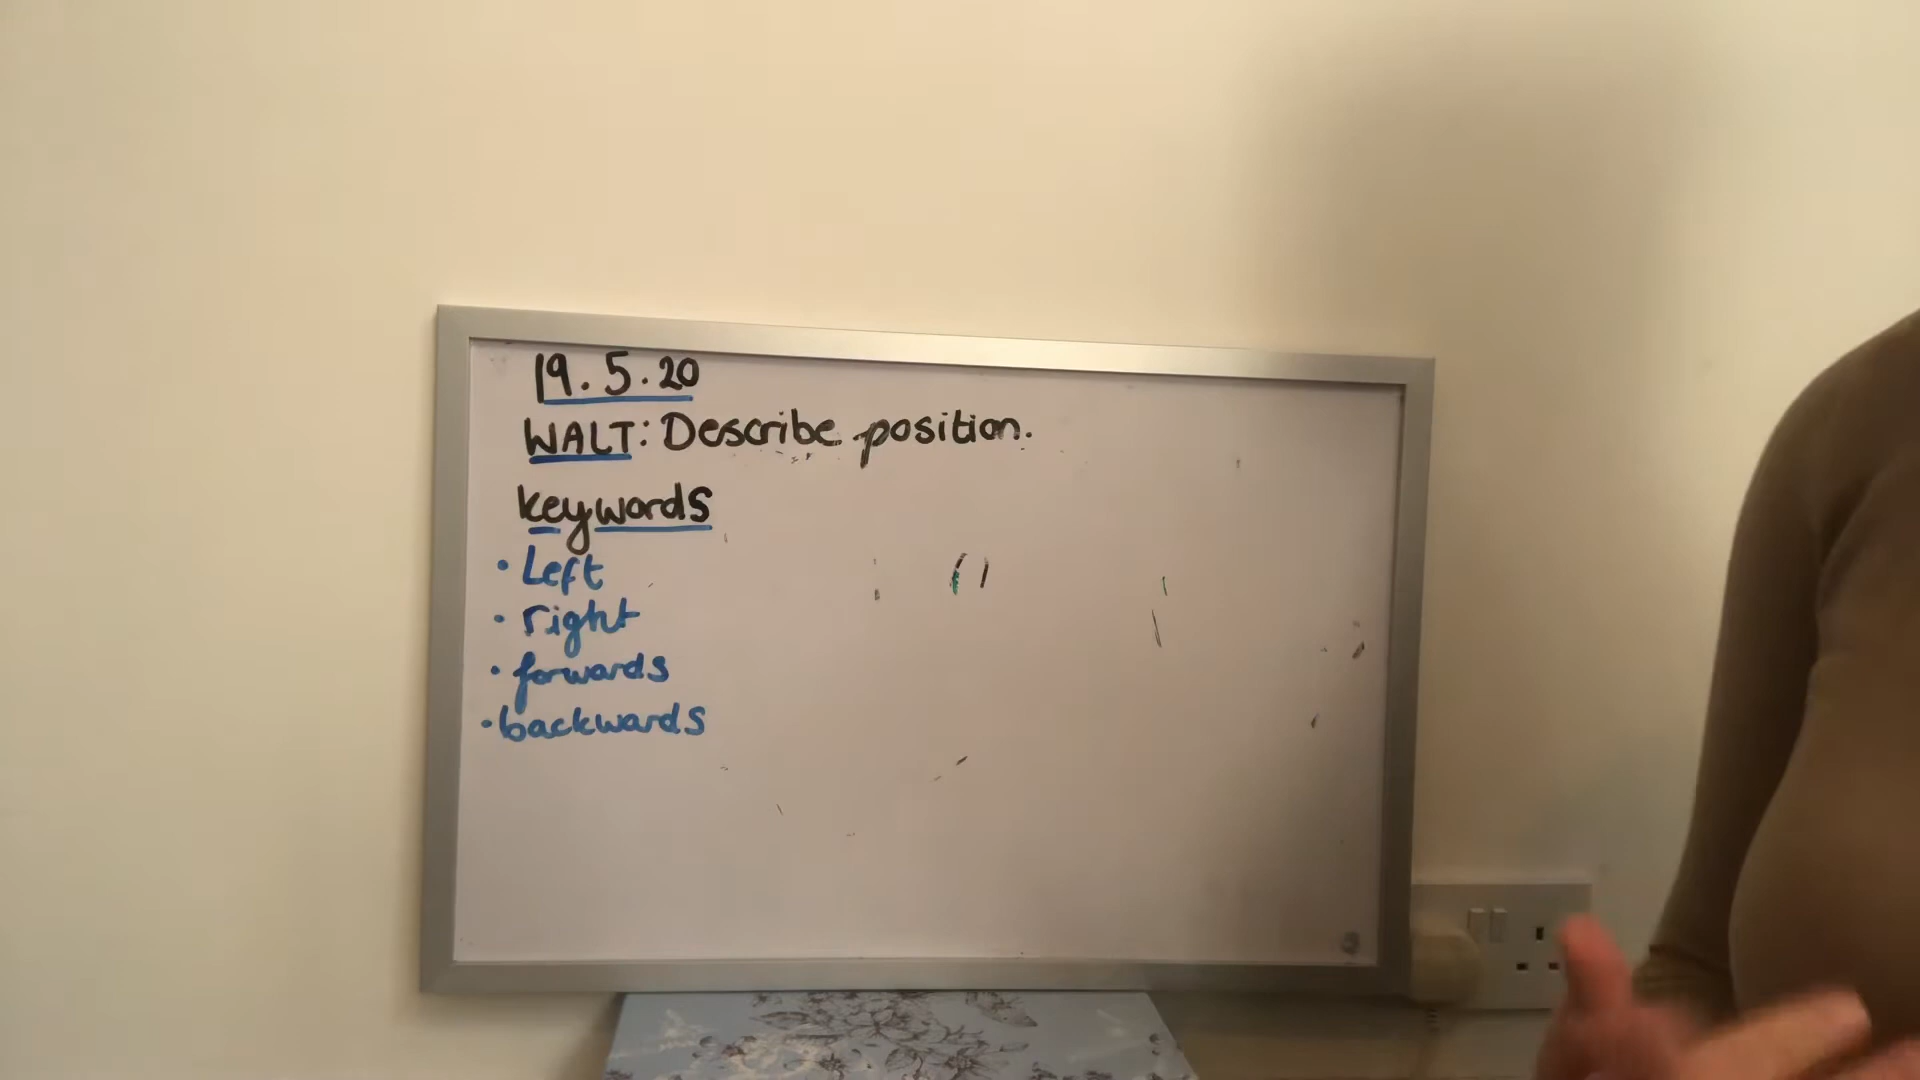 19.5.20
WALT: Describe position.
keywords
• Left
• right
• forwards
• backwards